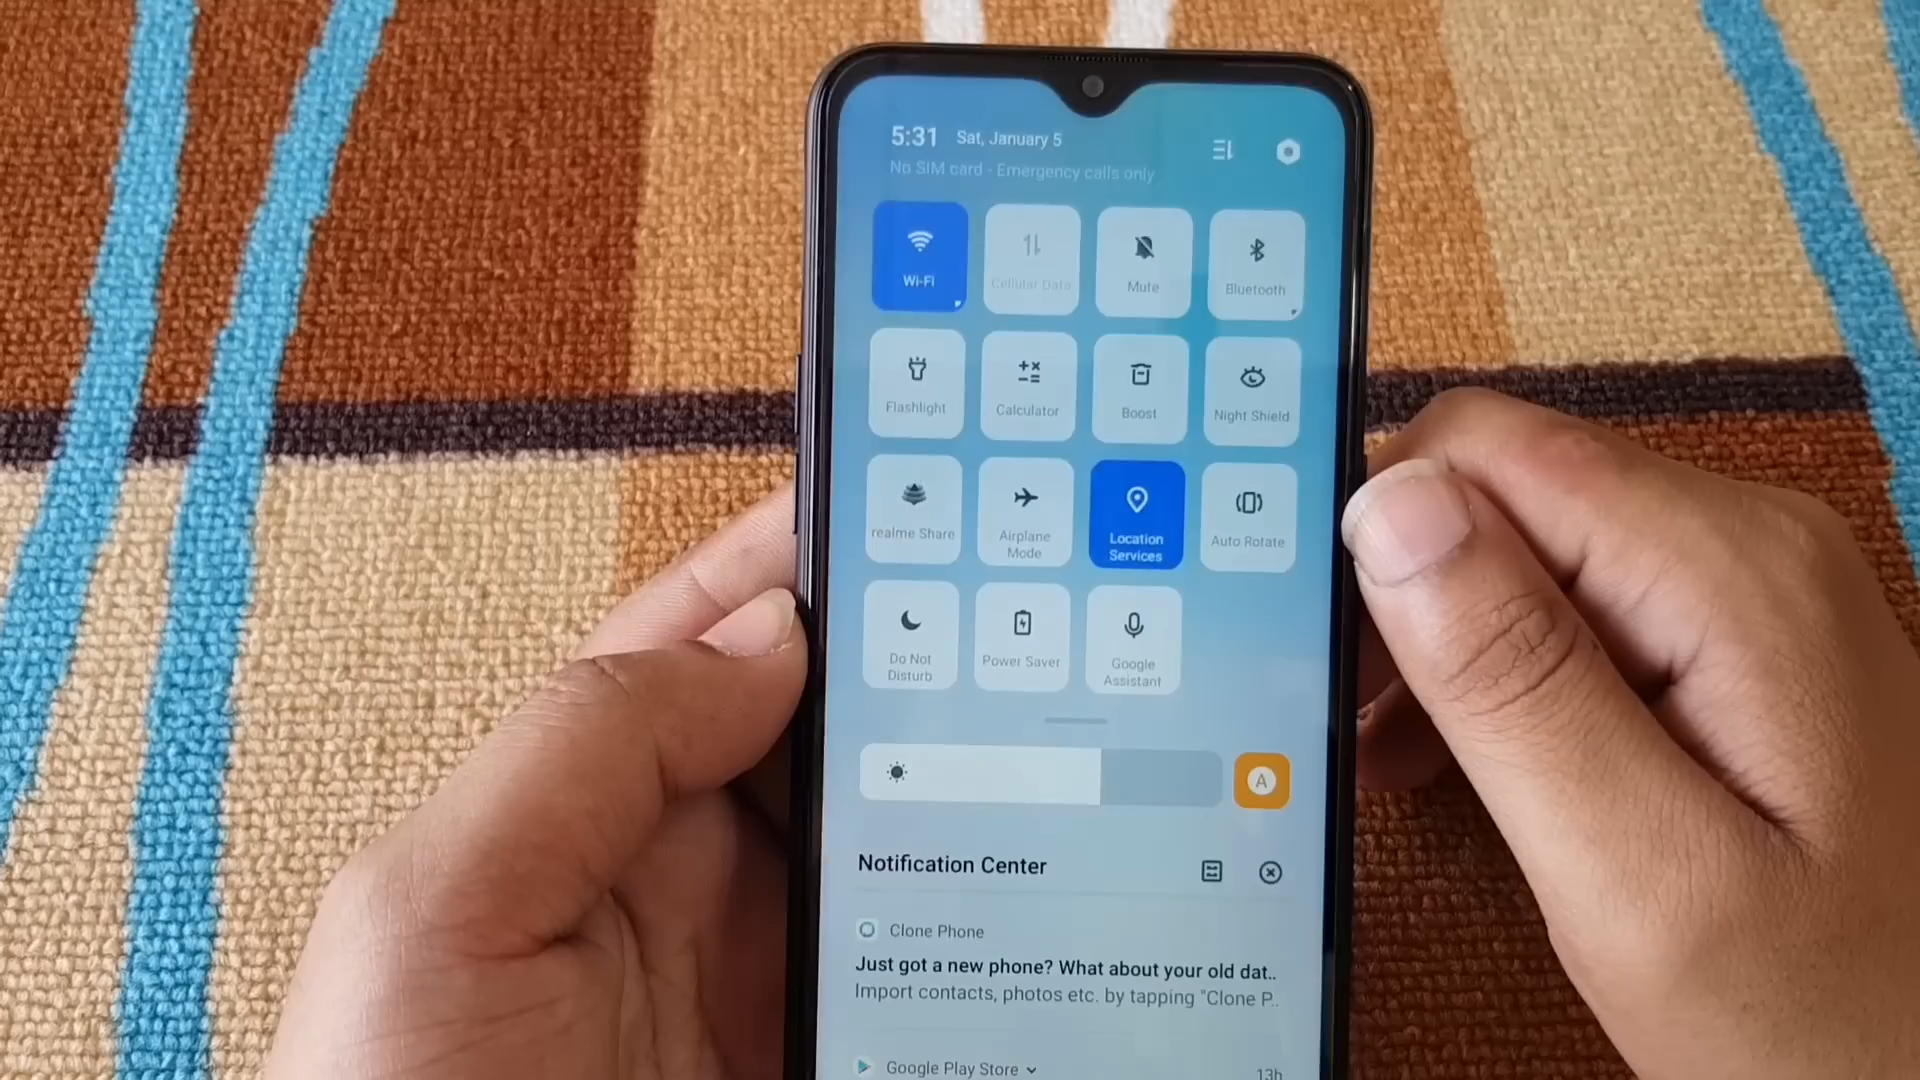 5:31 Sat, January 5
No SIM card - Emergency calls only
Wi-Fi
Cellular Data
Mute
Bluetooth
Flashlight
Calculator
Boost
Night Shield
realme Share
Airplane
Mode
Location
Services
Auto Rotate
Do Not
Disturb
Power Saver
Google
Assistant
A
Notification Center
Clone Phone
Just got a new phone? What about your old dat..
Import contacts, photos etc. by tapping "Clone P..
Google Play Store
13h